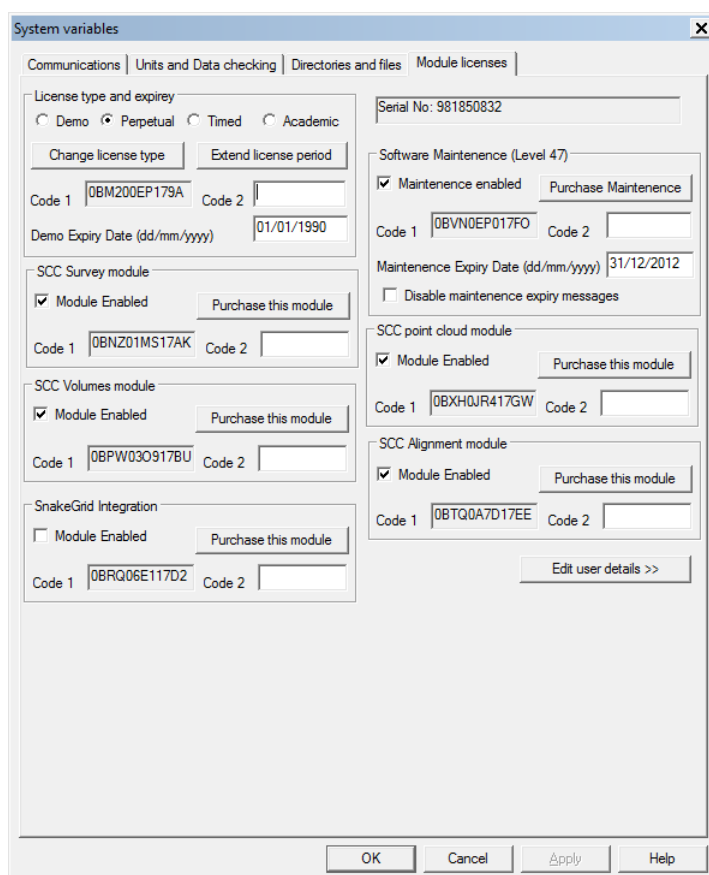 System variables
Communications
Units and Data checking
Directories and files
Module licenses
License type and expirey
Demo
Perpetual
Timed
Academic
Change license type
Extend license period
Code 1
0BM200EP179A
Code 2
Demo Expiry Date (dd/mm/yyyy)
01/01/1990
SCC Survey module
Module Enabled
Purchase this module
Code 1
0BNZ01MS17AK
Code 2
SCC Volumes module
Module Enabled
Purchase this module
Code 1
0BPW03O917BU
Code 2
SnakeGrid Integration
Module Enabled
Purchase this module
Code 1
0BRQ06E117D2
Code 2
Serial No: 981850832
Software Maintenence (Level 47)
Maintenence enabled
Purchase Maintenence
Code 1
0BVN0EP017FO
Code 2
Maintenence Expiry Date (dd/mm/yyyy)
31/12/2012
Disable maintenence expiry messages
SCC point cloud module
Module Enabled
Purchase this module
Code 1
0BXH0JR417GW
Code 2
SCC Alignment module
Module Enabled
Purchase this module
Code 1
0BTQ0A7D17EE
Code 2
Edit user details >>
OK
Cancel
Apply
Help